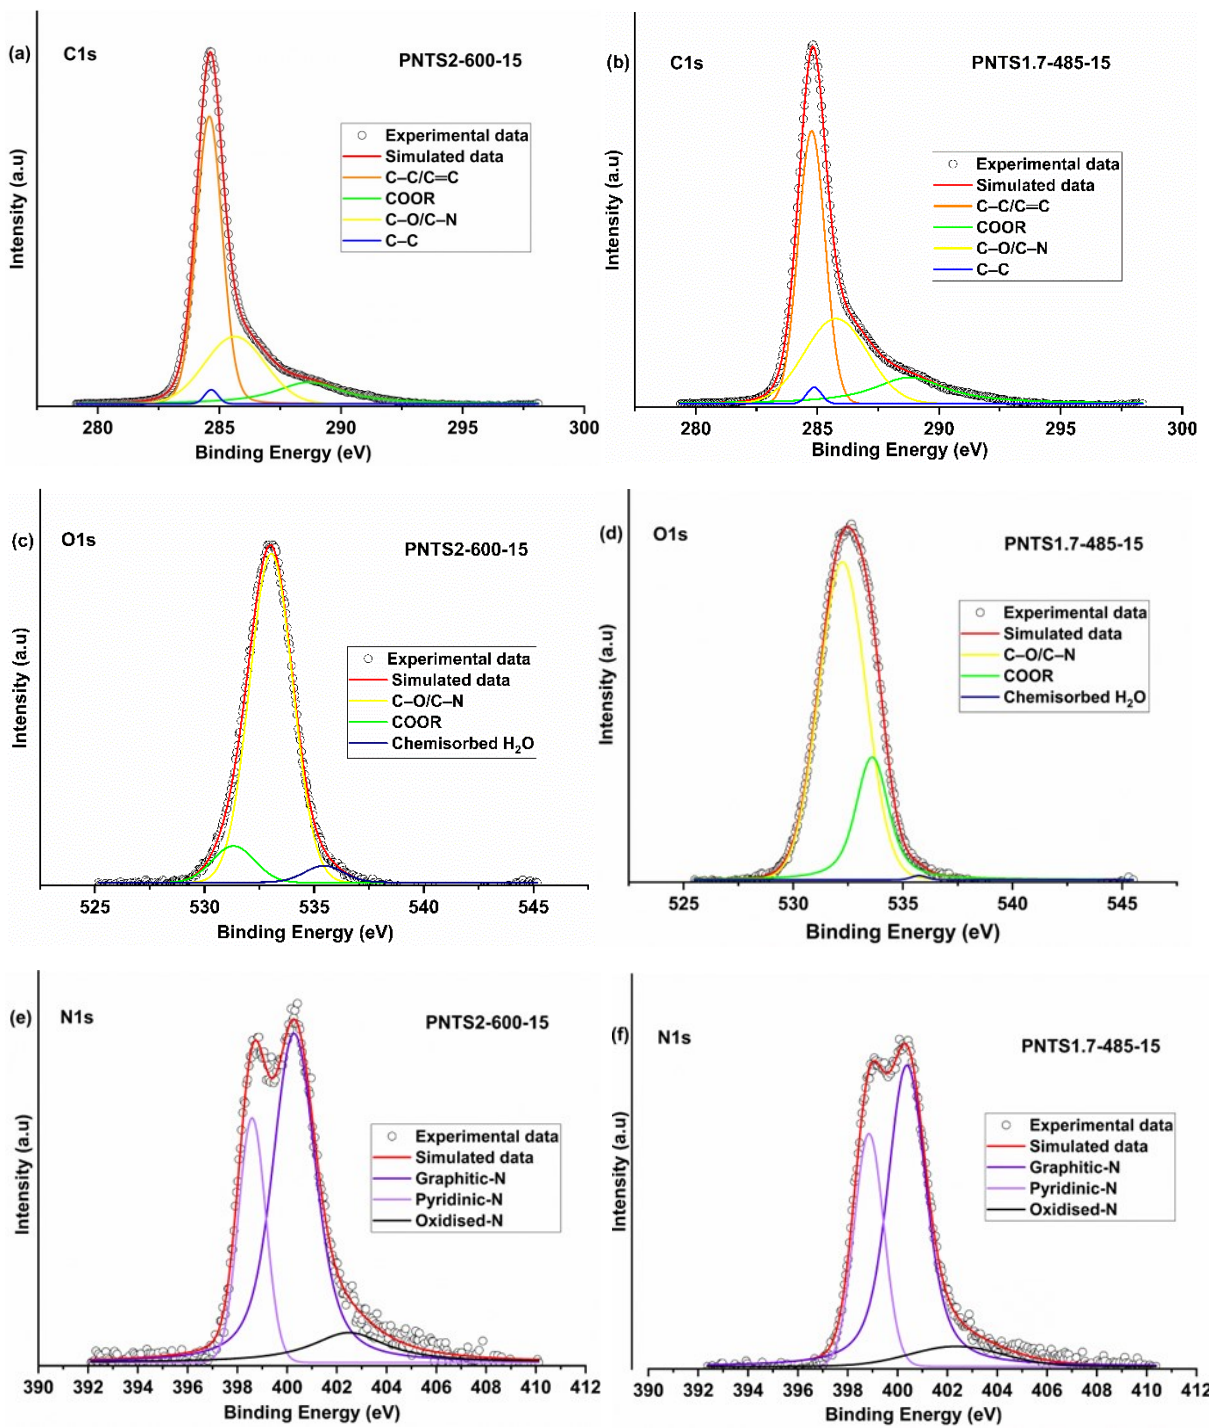 (a)
C1s
PNTS2-600-15
Experimental data
Simulated data
C–C/C=C
COOR
C–O/C–N
C–C
Intensity (a.u)
280 285 290 295 300
Binding Energy (eV)
(b)
C1s
PNTS1.7-485-15
Experimental data
Simulated data
C–C/C=C
COOR
C–O/C–N
C–C
Intensity (a.u)
280 285 290 295 300
Binding Energy (eV)
(c)
O1s
PNTS2-600-15
Experimental data
Simulated data
C–O/C–N
COOR
Chemisorbed H₂O
Intensity (a.u)
525 530 535 540 545
Binding Energy (eV)
(d)
O1s
PNTS1.7-485-15
Experimental data
Simulated data
C–O/C–N
COOR
Chemisorbed H₂O
Intensity (a.u)
525 530 535 540 545
Binding Energy (eV)
(e)
N1s
PNTS2-600-15
Experimental data
Simulated data
Graphitic-N
Pyridinic-N
Oxidised-N
Intensity (a.u)
390 392 394 396 398 400 402 404 406 408 410 412
Binding Energy (eV)
(f)
N1s
PNTS1.7-485-15
Experimental data
Simulated data
Graphitic-N
Pyridinic-N
Oxidised-N
Intensity (a.u)
390 392 394 396 398 400 402 404 406 408 410 412
Binding Energy (eV)